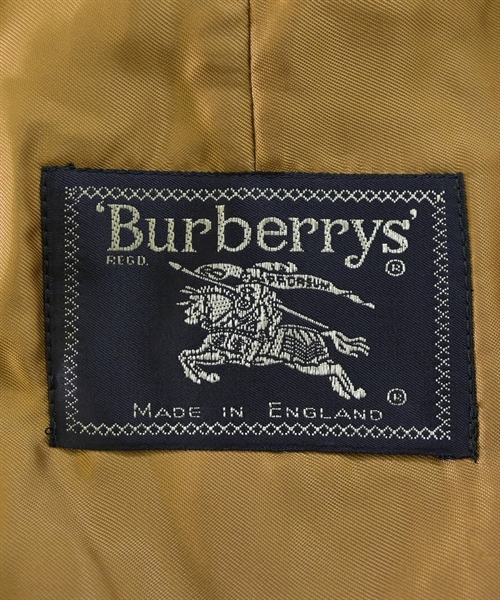 'Burberrys'
REGD.
®
PRORSUM
®
MADE IN ENGLAND